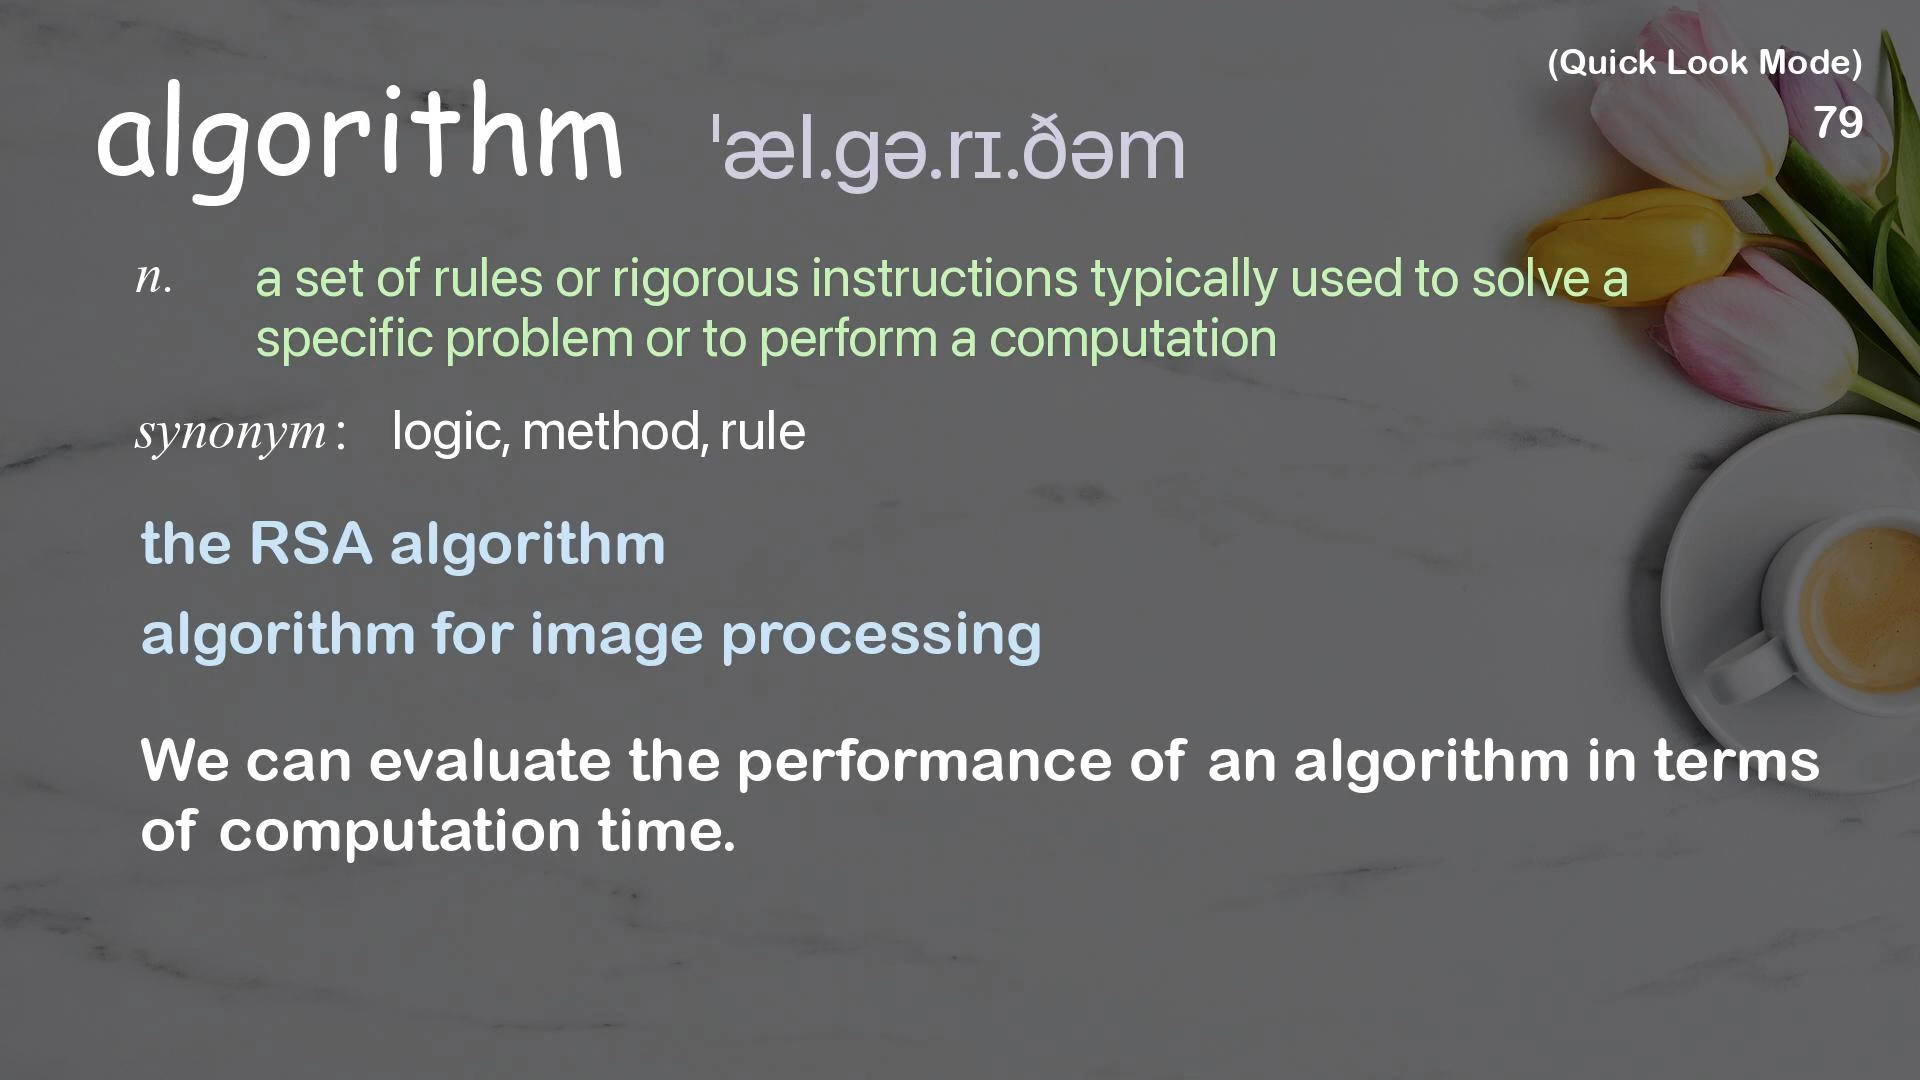 (Quick Look Mode)
79
algorithm ˈæl.gə.rɪ.ðəm
n. a set of rules or rigorous instructions typically used to solve a
specific problem or to perform a computation
synonym: logic, method, rule
the RSA algorithm
algorithm for image processing
We can evaluate the performance of an algorithm in terms
of computation time.